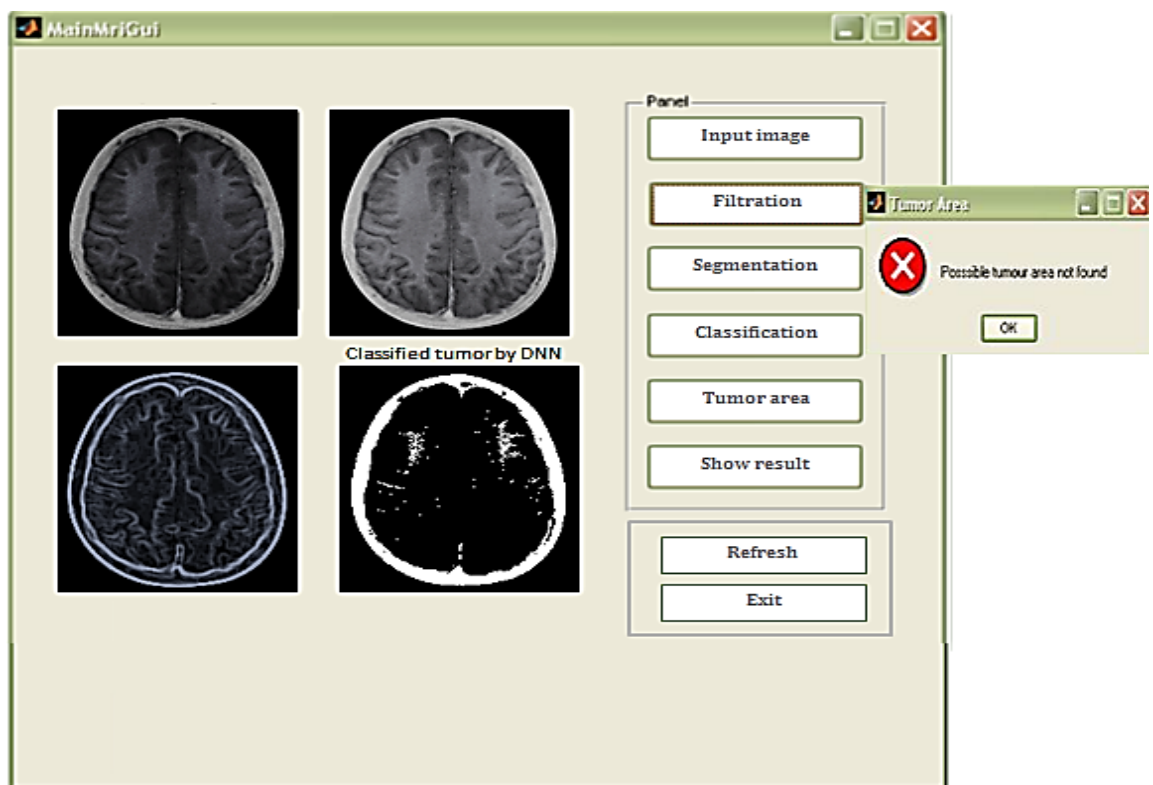 MainMriGui
Panel
Input image
Filtration
Segmentation
Classification
Tumor area
Show result
Refresh
Exit
Classified tumor by DNN
Tumor Area
Posssible tumour area not found
OK